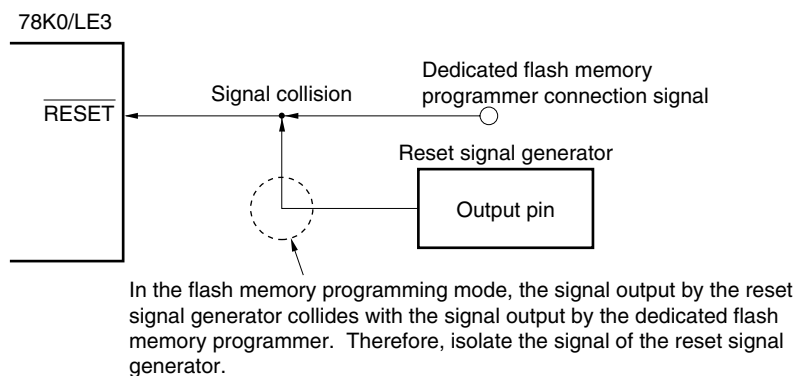 78K0/LE3
Dedicated flash memory
programmer connection signal
Signal collision
RESET
Reset signal generator
Output pin
In the flash memory programming mode, the signal output by the reset
signal generator collides with the signal output by the dedicated flash
memory programmer. Therefore, isolate the signal of the reset signal
generator.